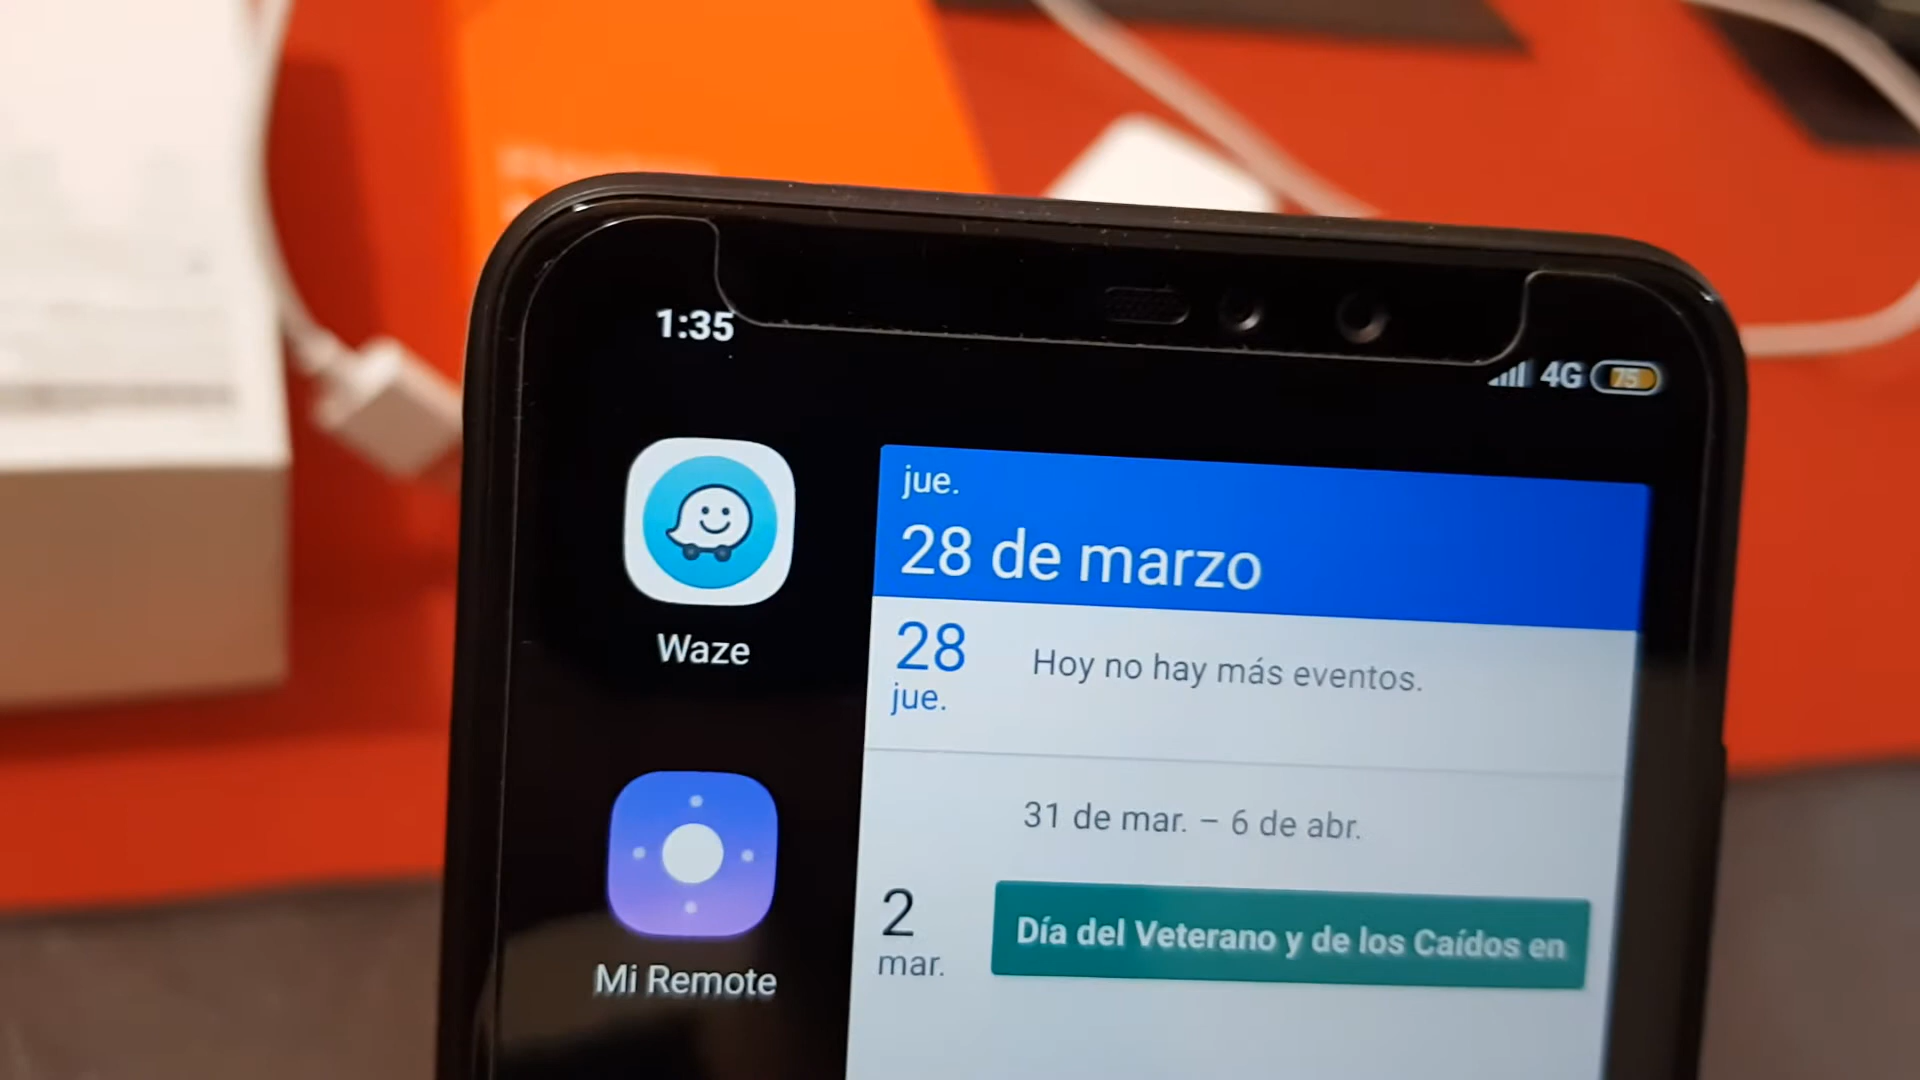 1:35
4G 75
Waze
jue.
28 de marzo
28
jue.
Hoy no hay más eventos.
31 de mar. – 6 de abr.
2
mar.
Día del Veterano y de los Caídos en
Mi Remote